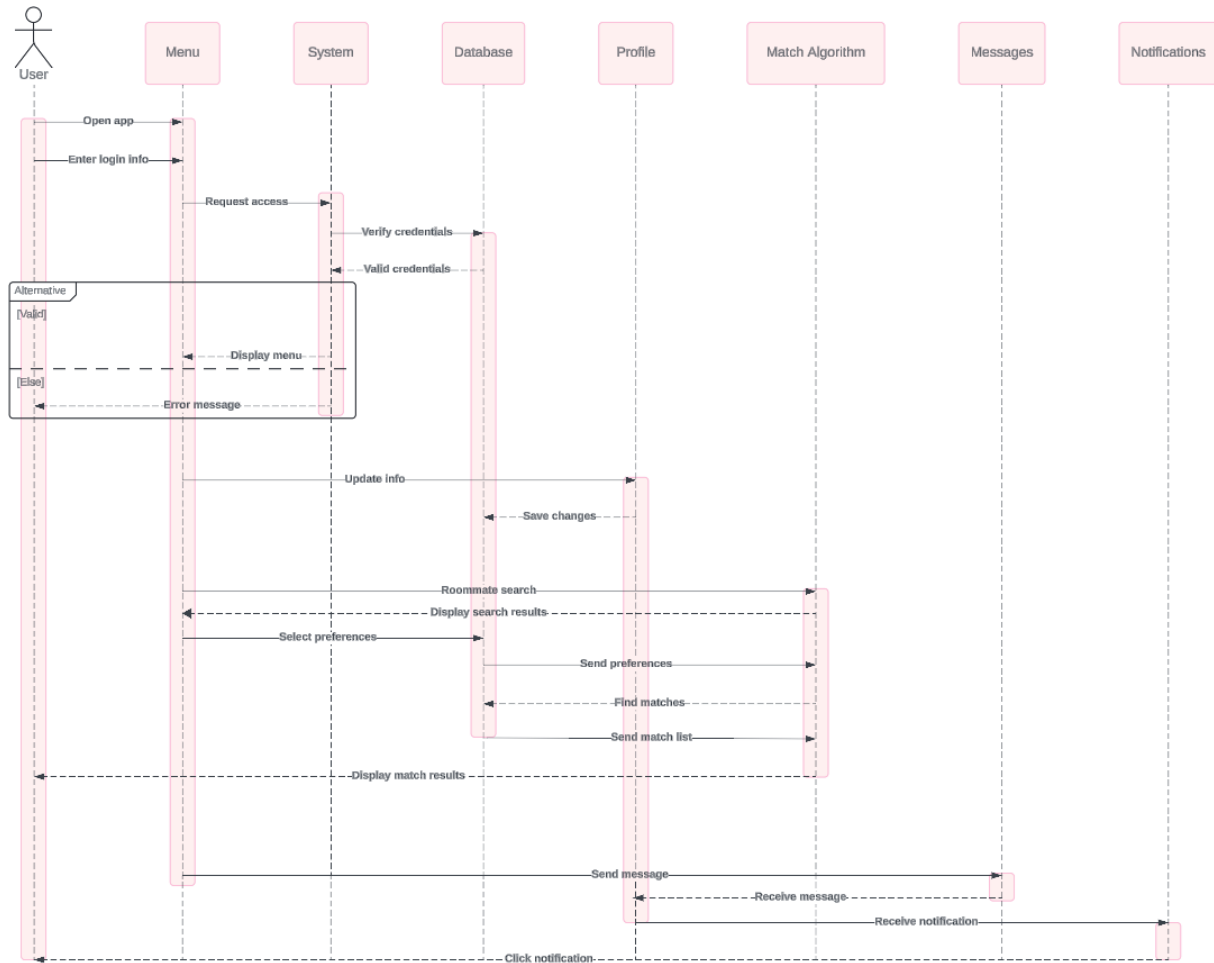 User
Menu
System
Database
Profile
Match Algorithm
Messages
Notifications
Open app
Enter login info
Request access
Verify credentials
Valid credentials
Alternative
[Valid]
Display menu
[Else]
Error message
Update info
Save changes
Roommate search
Display search results
Select preferences
Send preferences
Find matches
Send match list
Display match results
Send message
Receive message
Receive notification
Click notification